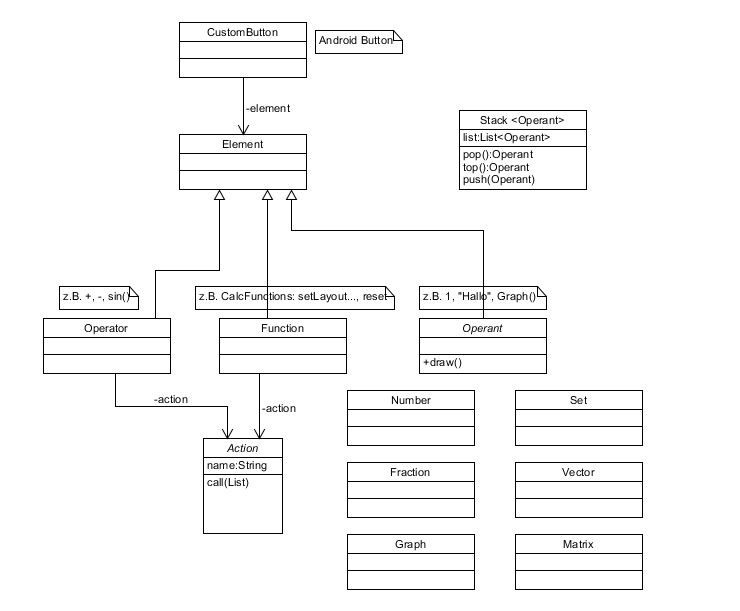 CustomButton
Android Button
-element
Stack <Operant>
list:List<Operant>
pop():Operant
top():Operant
push(Operant)
Element
z.B. +, -, sin()
z.B. CalcFunctions: setLayout..., reset
z.B. 1, "Hallo", Graph()
Operator
Function
Operant
+draw()
-action
-action
Number
Set
Action
name:String
call(List)
Fraction
Vector
Graph
Matrix